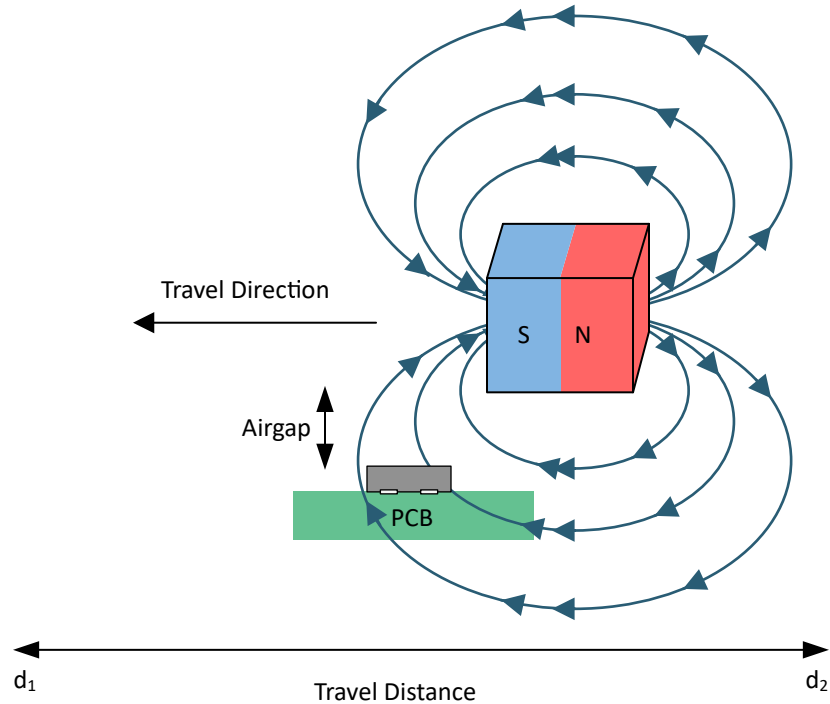 Travel Direction
S N
Airgap
PCB
d₁ d₂
Travel Distance